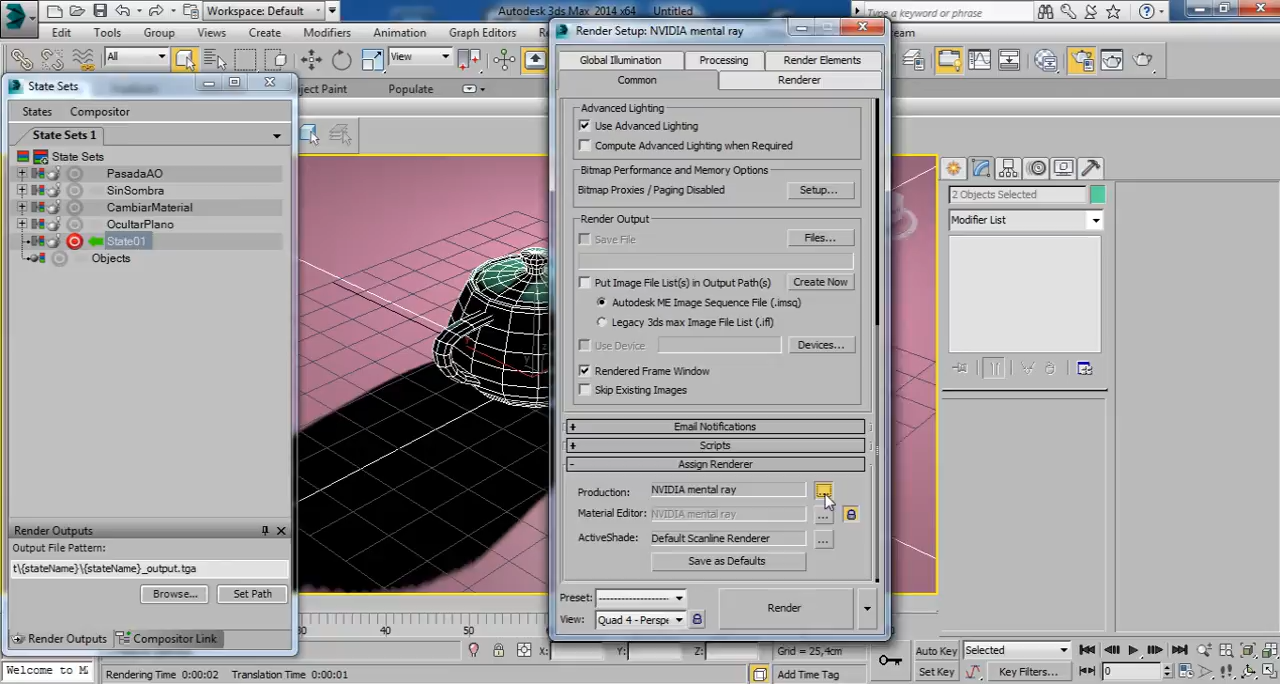 Workspace: Default
Autodesk 3ds Max 2014 x64 Untitled
Type a keyword or phrase
Edit Tools Group Views Create Modifiers Animation Graph Editors
All View
Populate
State Sets
States Compositor
State Sets 1
State Sets
PasadaAO
SinSombra
CambiarMaterial
OcultarPlano
State01
Objects
Render Outputs
Output File Pattern:
t\{stateName}\{stateName}_output.tga
Browse... Set Path
Render Outputs Compositor Link
Render Setup: NVIDIA mental ray
Global Illumination Processing Render Elements
Common Renderer
Advanced Lighting
Use Advanced Lighting
Compute Advanced Lighting when Required
Bitmap Performance and Memory Options
Bitmap Proxies / Paging Disabled Setup...
Render Output
Save File Files...
Put Image File List(s) in Output Path(s) Create Now
Autodesk ME Image Sequence File (.imsq)
Legacy 3ds max Image File List (.ifl)
Use Device Devices...
Rendered Frame Window
Skip Existing Images
+ Email Notifications
+ Scripts
- Assign Renderer
Production: NVIDIA mental ray ...
Material Editor: NVIDIA mental ray ...
ActiveShade: Default Scanline Renderer ...
Save as Defaults
Preset: --------------------
View: Quad 4 - Perspe
Render
2 Objects Selected
Modifier List
30 40 50
85 90 95 100
X: Y: Z: Grid = 25,4cm
Auto Key Selected
Set Key Key Filters... 0
Welcome to M
Rendering Time 0:00:02 Translation Time 0:00:01
Add Time Tag